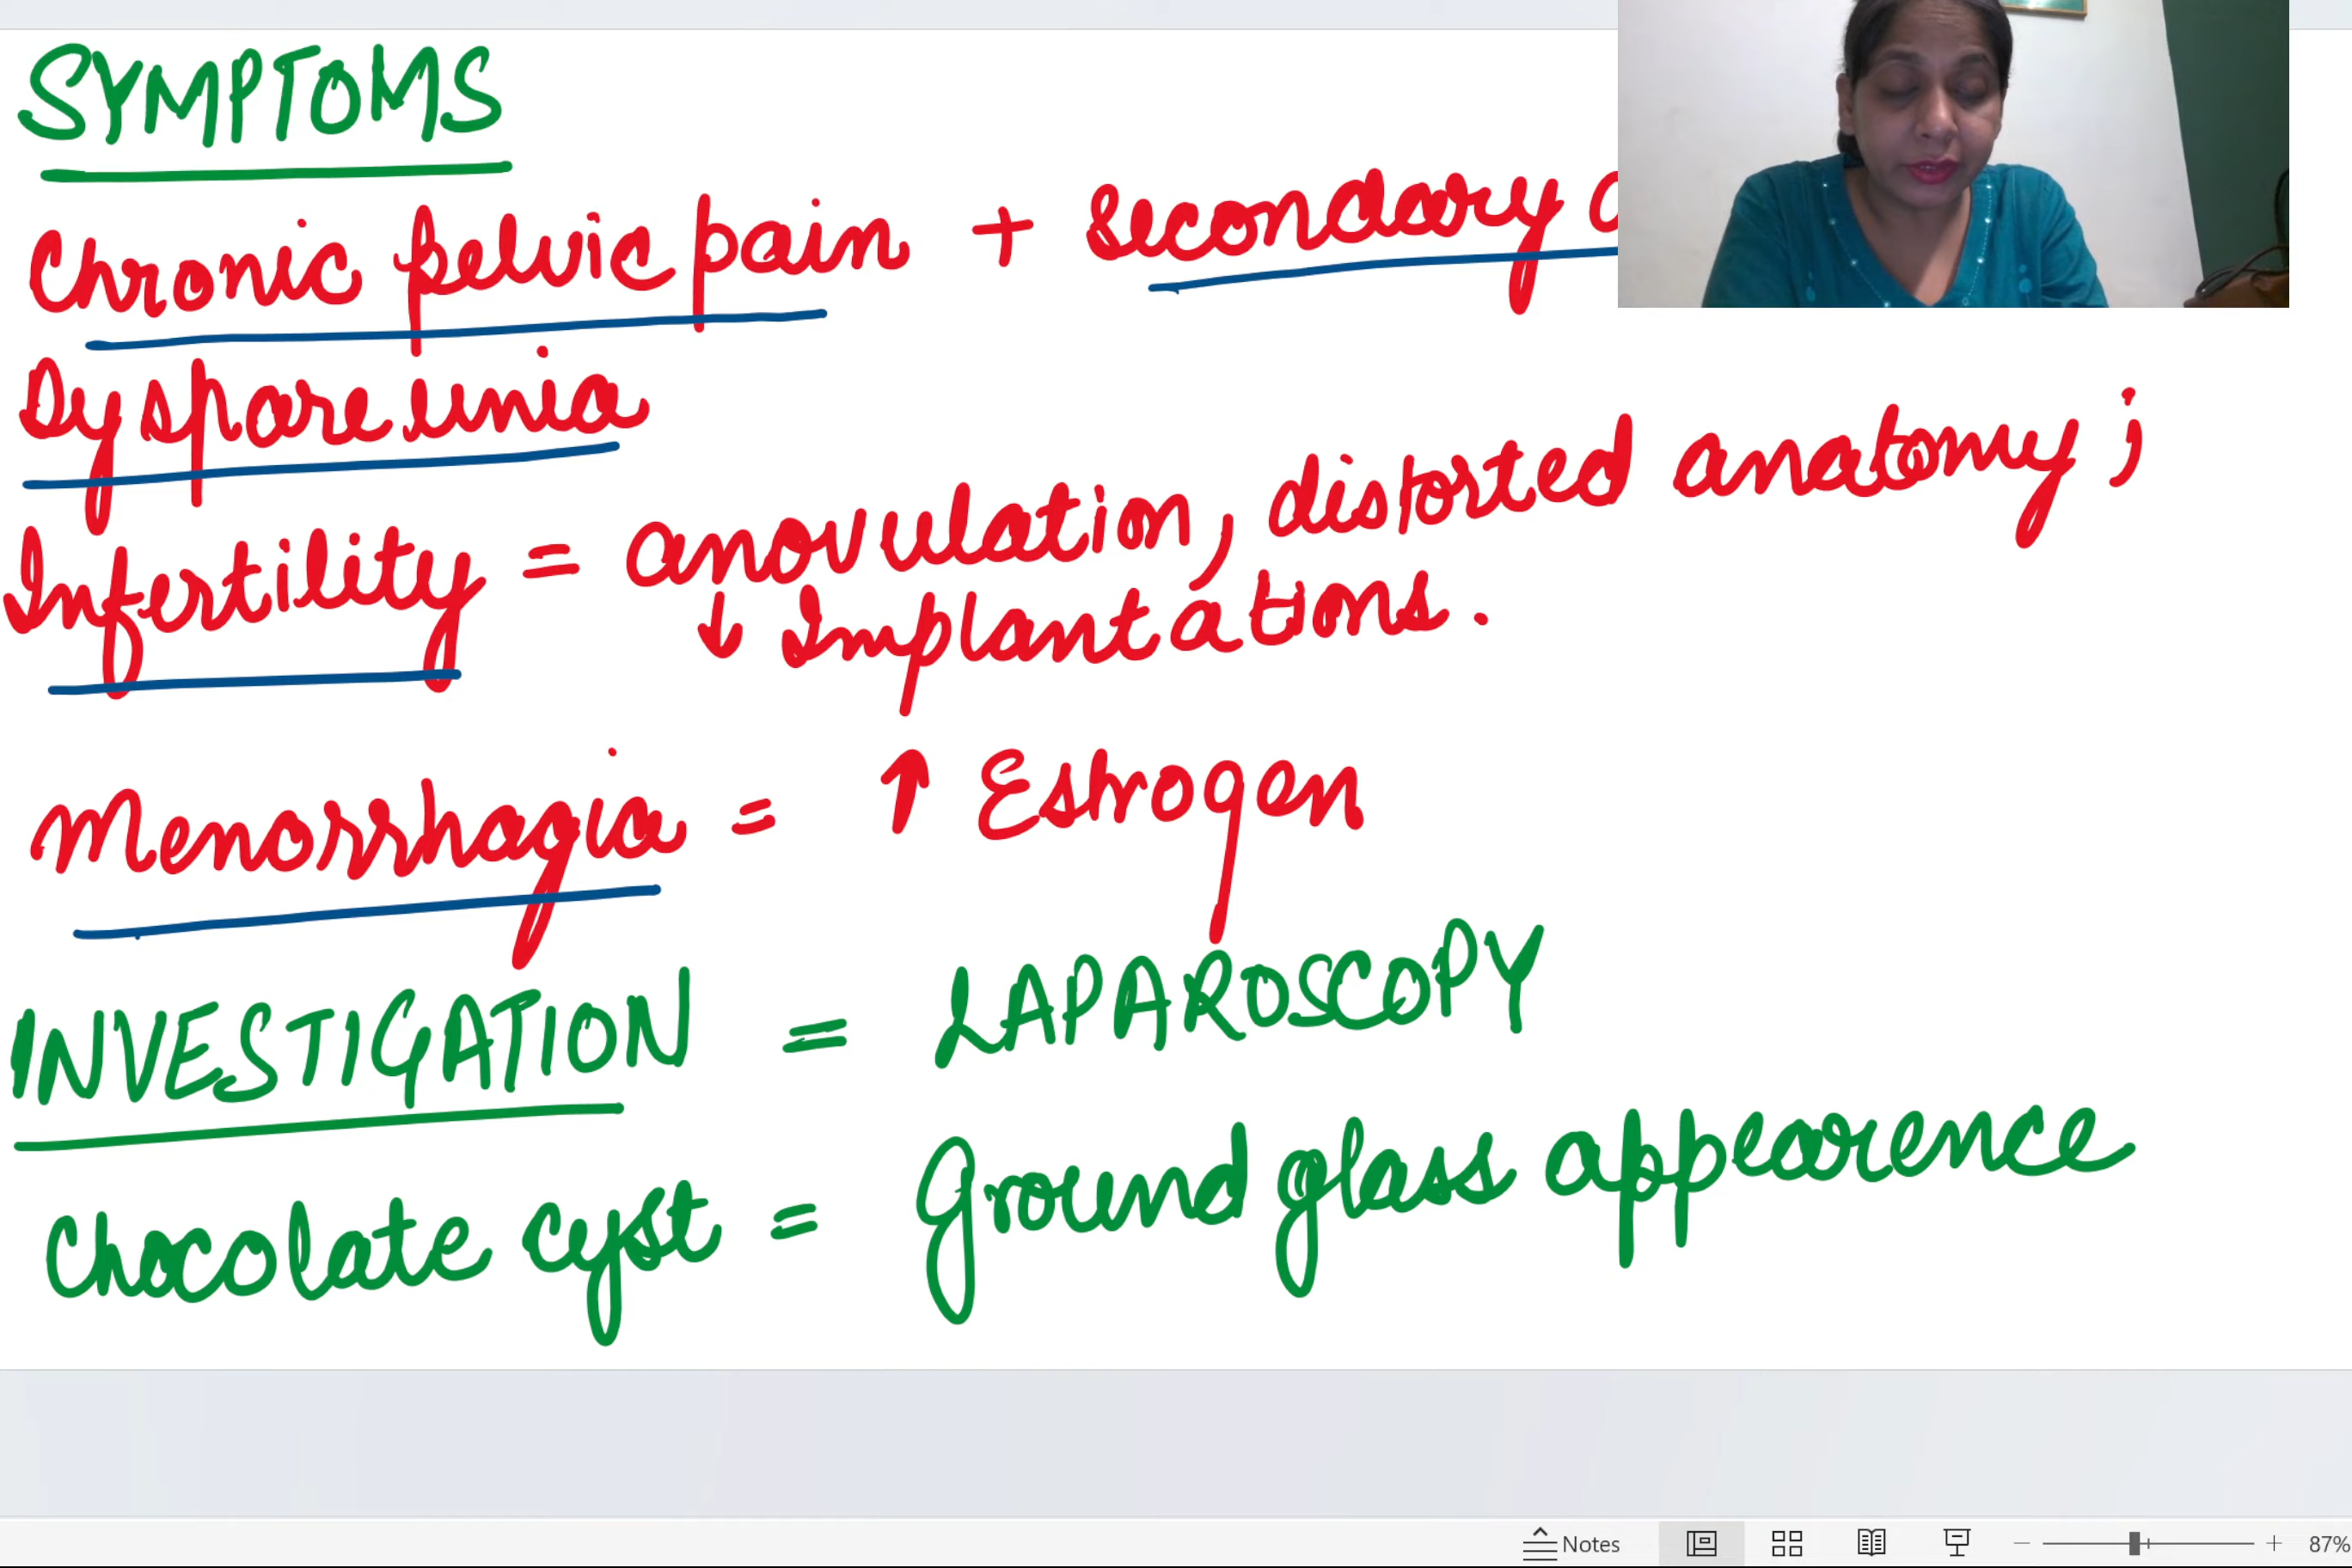 SYMPTOMS
Chronic pelvic pain + secondary
Dyspareunia
Infertility = anovulation, distorted anatomy ;
↓ Implantations.
Menorrhagia = ↑ Estrogen
INVESTIGATION = LAPAROSCOPY
Chocolate cyst = Ground glass appearence
Notes 87%